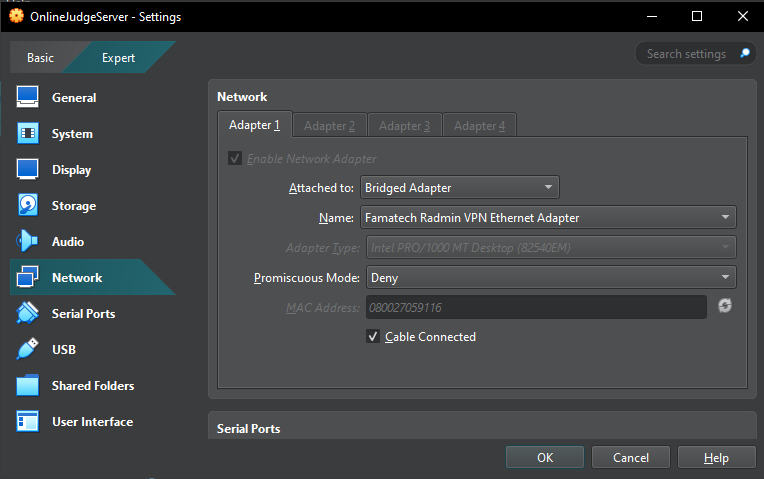 OnlineJudgeServer - Settings
Basic
Expert
Search settings
General
System
Display
Storage
Audio
Network
Serial Ports
USB
Shared Folders
User Interface
Network
Adapter 1
Adapter 2
Adapter 3
Adapter 4
Enable Network Adapter
Attached to: Bridged Adapter
Name: Famatech Radmin VPN Ethernet Adapter
Adapter Type: Intel PRO/1000 MT Desktop (82540EM)
Promiscuous Mode: Deny
MAC Address: 080027059116
Cable Connected
Serial Ports
OK
Cancel
Help